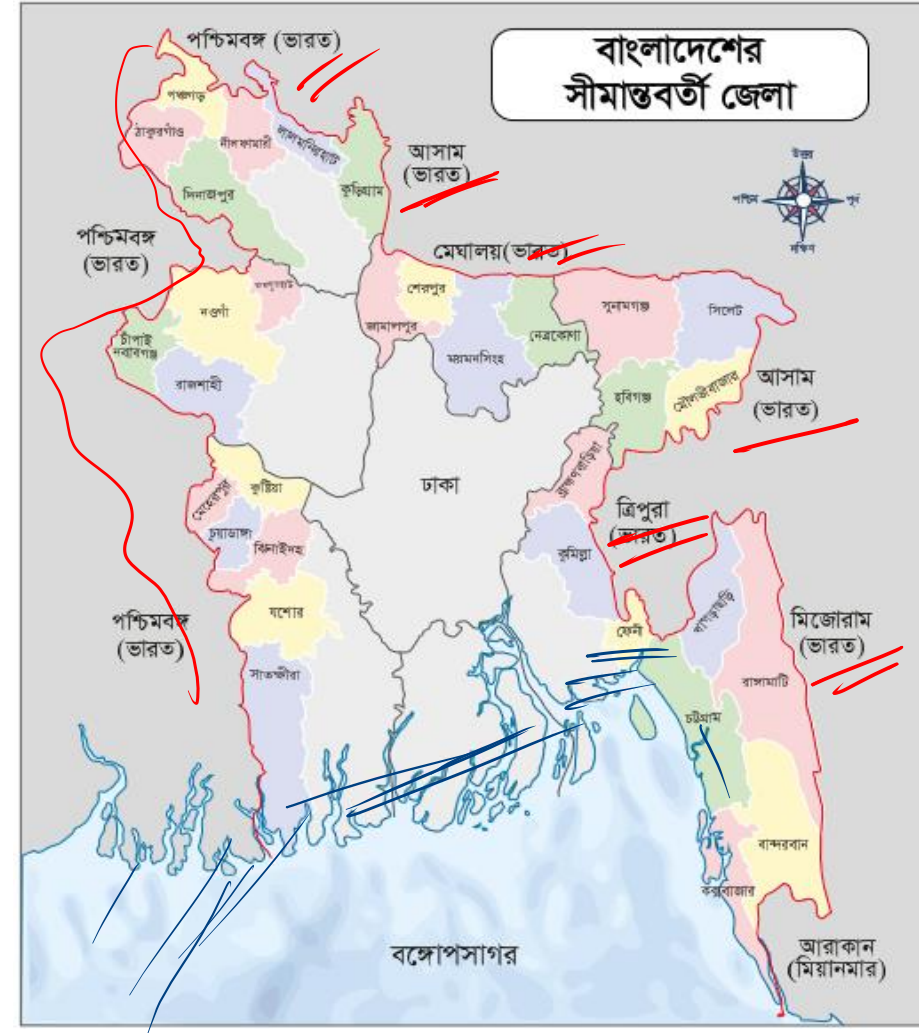 পশ্চিমবঙ্গ (ভারত)
বাংলাদেশের
সীমান্তবর্তী জেলা
পঞ্চগড়
ঠাকুরগাঁও
নীলফামারী
লালমনিরহাট
দিনাজপুর
কুড়িগ্রাম
আসাম
(ভারত)
উত্তর
পশ্চিম
পূর্ব
দক্ষিণ
পশ্চিমবঙ্গ
(ভারত)
মেঘালয়(ভারত)
জয়পুরহাট
নওগাঁ
শেরপুর
জামালপুর
ময়মনসিংহ
নেত্রকোণা
সুনামগঞ্জ
সিলেট
চাঁপাই
নবাবগঞ্জ
রাজশাহী
হবিগঞ্জ
মৌলভীবাজার
আসাম
(ভারত)
ব্রাহ্মণবাড়িয়া
ঢাকা
কুষ্টিয়া
মেহেরপুর
চুয়াডাঙ্গা
ঝিনাইদহ
ত্রিপুরা
(ভারত)
কুমিল্লা
যশোর
পশ্চিমবঙ্গ
(ভারত)
ফেনী
খাগড়াছড়ি
মিজোরাম
(ভারত)
সাতক্ষীরা
রাঙ্গামাটি
চট্টগ্রাম
বান্দরবান
কক্সবাজার
বঙ্গোপসাগর
আরাকান
(মিয়ানমার)